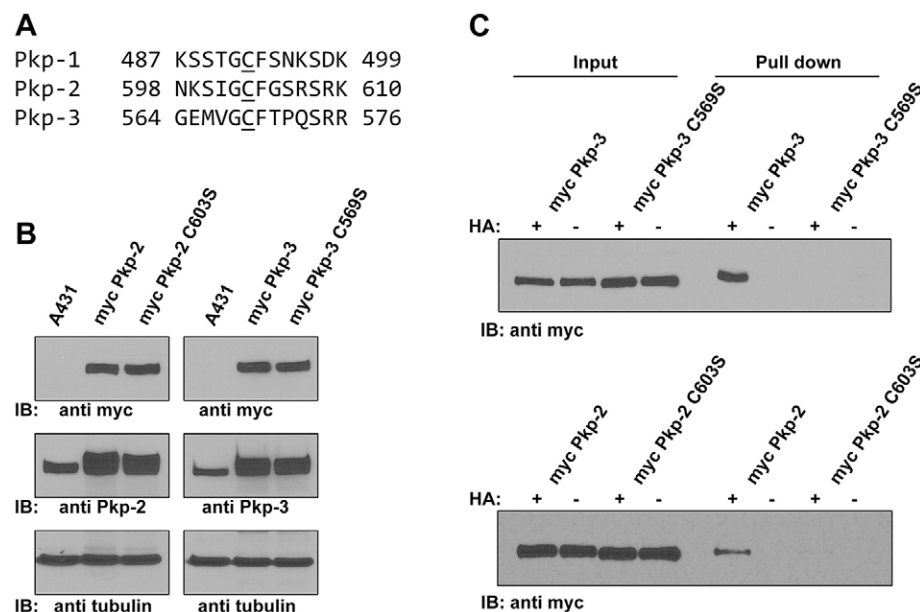 A
Pkp-1 487 KSSTGCFSNKSDK 499
Pkp-2 598 NKSIGCFGSRSRK 610
Pkp-3 564 GEMVGCFTPQSRR 576
B
A431 myc Pkp-2 myc Pkp-2 C603S A431 myc Pkp-3 myc Pkp-3 C569S
IB: anti myc anti myc
IB: anti Pkp-2 anti Pkp-3
IB: anti tubulin anti tubulin
C
Input Pull down
myc Pkp-3 myc Pkp-3 C569S myc Pkp-3 myc Pkp-3 C569S
HA: + - + - + - + -
IB: anti myc
myc Pkp-2 myc Pkp-2 C603S myc Pkp-2 myc Pkp-2 C603S
HA: + - + - + - + -
IB: anti myc